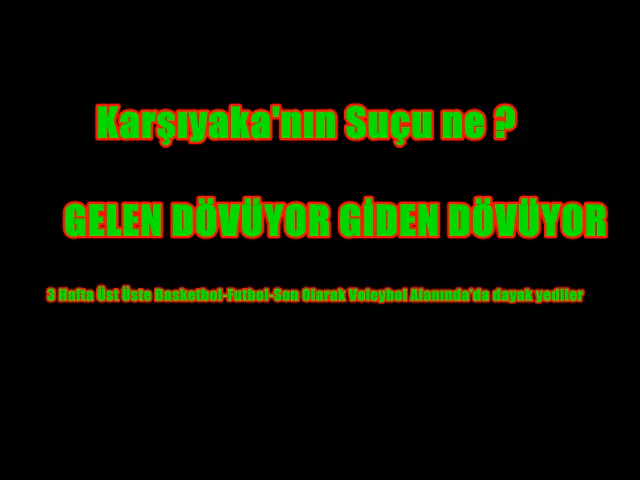 Karşıyaka'nın Suçu ne ?
GELEN DÖVÜYOR GİDEN DÖVÜYOR
3 Hafta Üst Üste Basketbol-Futbol-Son Olarak Voleybol Alanında'da dayak yediler